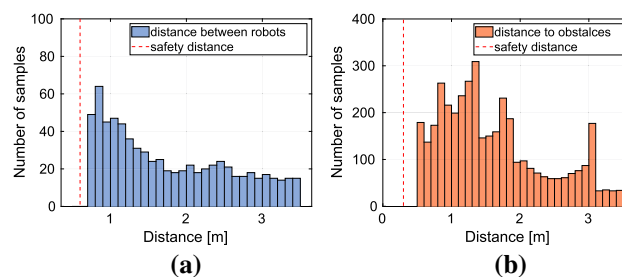 100
80
60
40
20
0
Number of samples
distance between robots
safety distance
1
2
3
Distance [m]
(a)
400
300
200
100
0
Number of samples
distance to obstalces
safety distance
0
1
2
3
Distance [m]
(b)